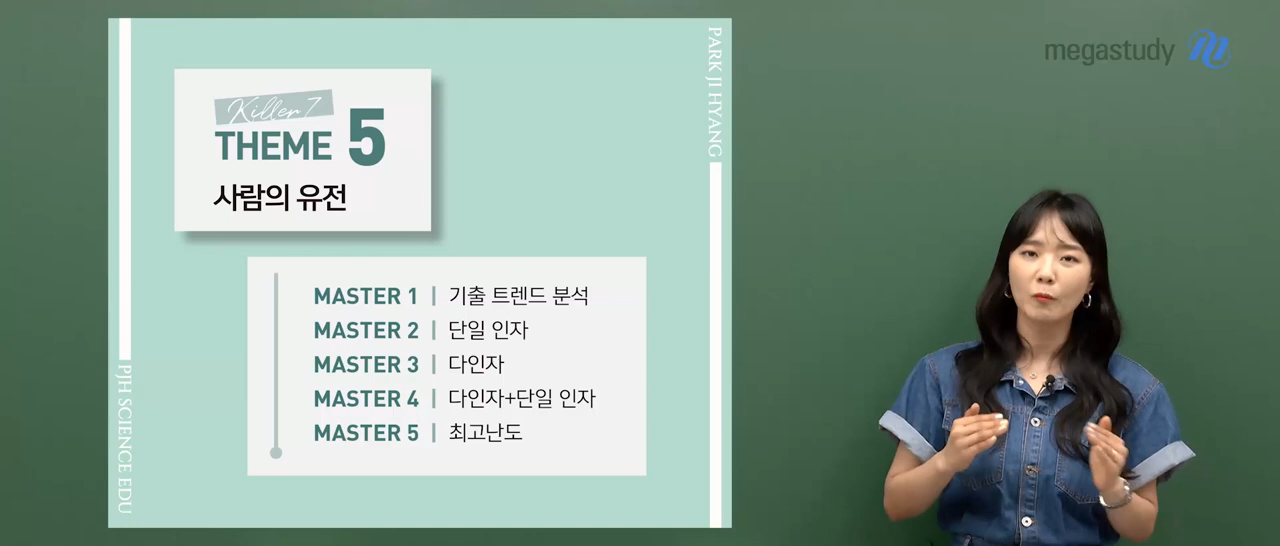 megastudy
PARK JI HYANG
Killer 7
THEME 5
사람의 유전
MASTER 1 | 기출 트렌드 분석
MASTER 2 | 단일 인자
MASTER 3 | 다인자
MASTER 4 | 다인자+단일 인자
MASTER 5 | 최고난도
PJH SCIENCE EDU